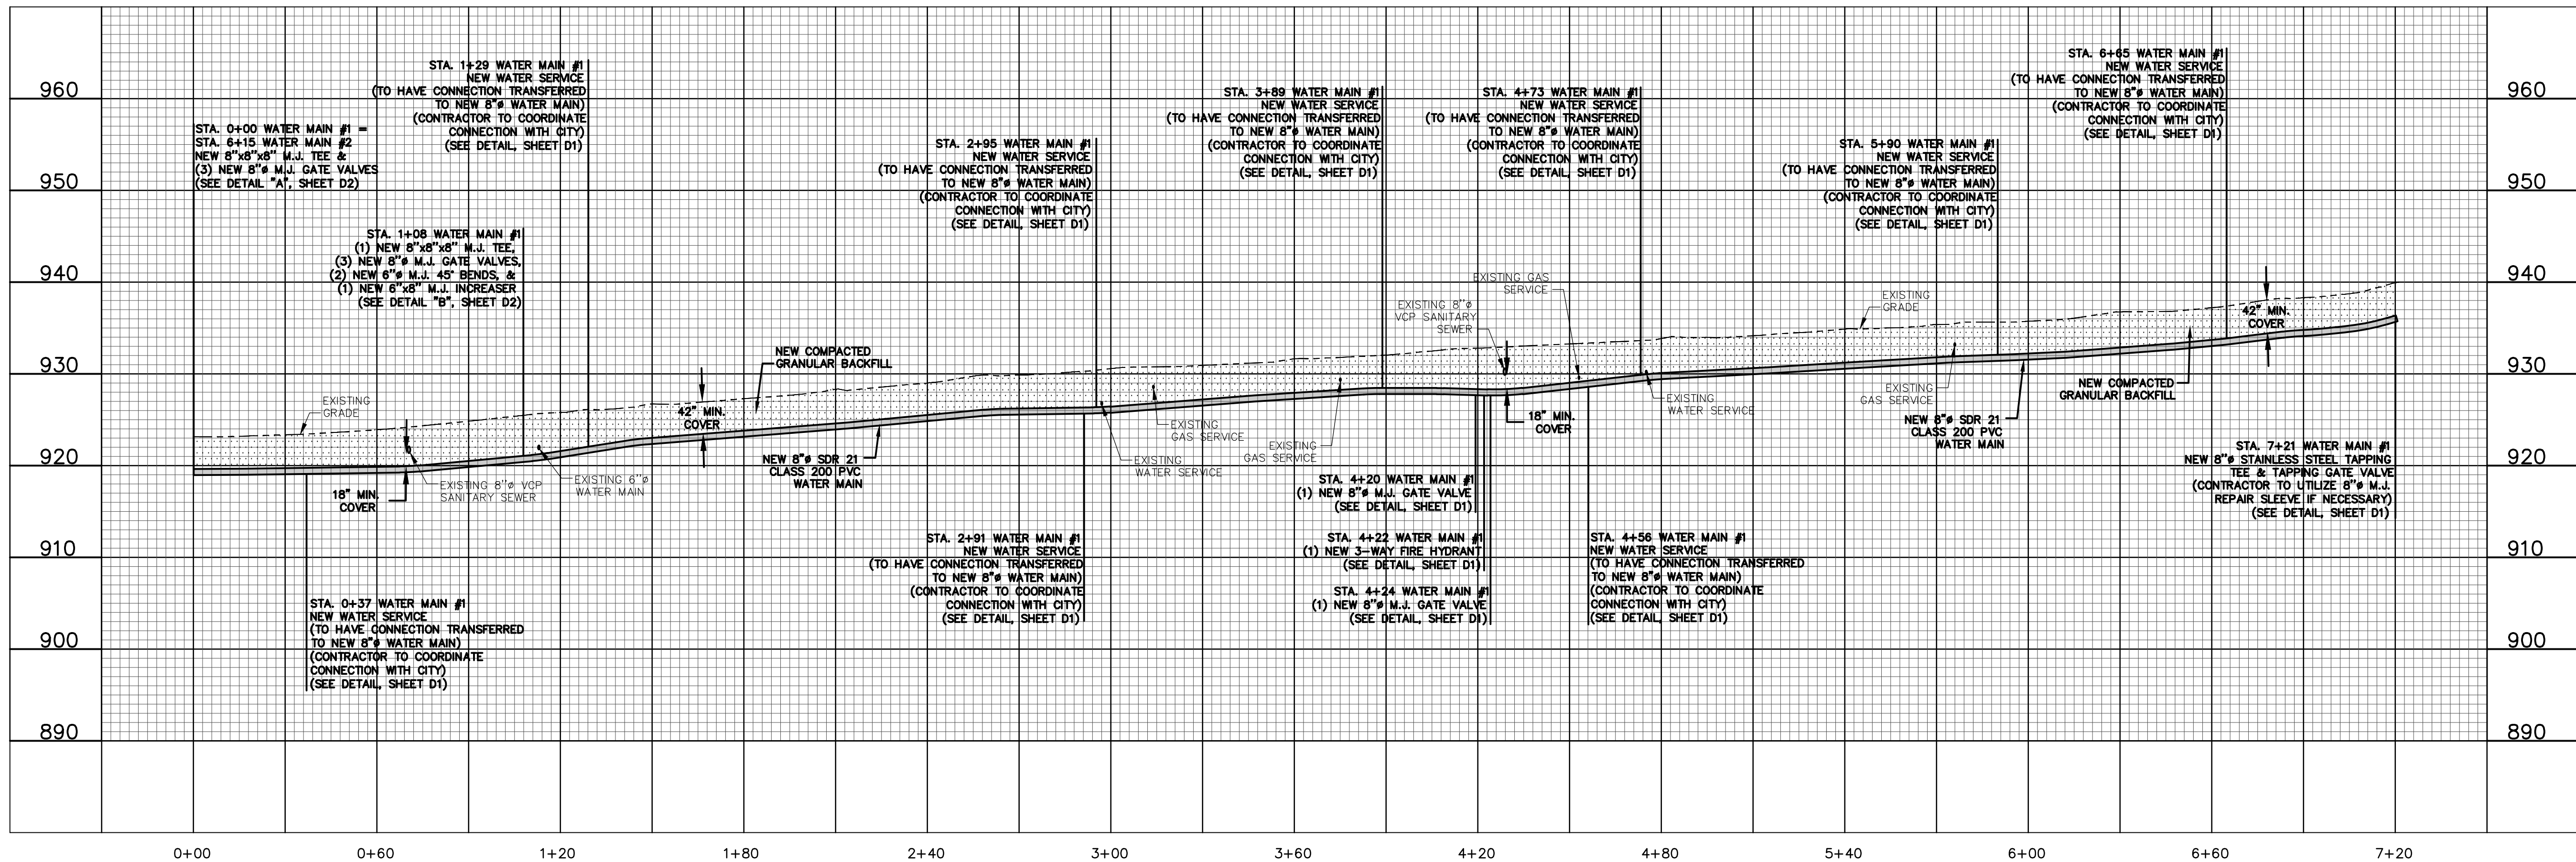 STA. 6+65 WATER MAIN #1
NEW WATER SERVICE
(TO HAVE CONNECTION TRANSFERRED
TO NEW 8"ø WATER MAIN)
(CONTRACTOR TO COORDINATE
CONNECTION WITH CITY)
(SEE DETAIL, SHEET D1)
STA. 1+29 WATER MAIN #1
NEW WATER SERVICE
(TO HAVE CONNECTION TRANSFERRED
TO NEW 8"ø WATER MAIN)
(CONTRACTOR TO COORDINATE
CONNECTION WITH CITY)
(SEE DETAIL, SHEET D1)
STA. 3+89 WATER MAIN #1
NEW WATER SERVICE
(TO HAVE CONNECTION TRANSFERRED
TO NEW 8"ø WATER MAIN)
(CONTRACTOR TO COORDINATE
CONNECTION WITH CITY)
(SEE DETAIL, SHEET D1)
STA. 4+73 WATER MAIN #1
NEW WATER SERVICE
(TO HAVE CONNECTION TRANSFERRED
TO NEW 8"ø WATER MAIN)
(CONTRACTOR TO COORDINATE
CONNECTION WITH CITY)
(SEE DETAIL, SHEET D1)
960
960
STA. 0+00 WATER MAIN #1 =
STA. 6+15 WATER MAIN #2
NEW 8"x8"x8" M.J. TEE &
(3) NEW 8"ø M.J. GATE VALVES
(SEE DETAIL "A", SHEET D2)
STA. 2+95 WATER MAIN #1
NEW WATER SERVICE
(TO HAVE CONNECTION TRANSFERRED
TO NEW 8"ø WATER MAIN)
(CONTRACTOR TO COORDINATE
CONNECTION WITH CITY)
(SEE DETAIL, SHEET D1)
STA. 5+90 WATER MAIN #1
NEW WATER SERVICE
(TO HAVE CONNECTION TRANSFERRED
TO NEW 8"ø WATER MAIN)
(CONTRACTOR TO COORDINATE
CONNECTION WITH CITY)
(SEE DETAIL, SHEET D1)
950
950
STA. 1+08 WATER MAIN #1
(1) NEW 8"x8"x8" M.J. TEE,
(3) NEW 8"ø M.J. GATE VALVES,
(2) NEW 6"ø M.J. 45° BENDS, &
(1) NEW 6"x8" M.J. INCREASER
(SEE DETAIL "B", SHEET D2)
940
940
EXISTING GAS
SERVICE
EXISTING 8"ø
VCP SANITARY
SEWER
EXISTING
GRADE
42" MIN.
COVER
930
930
NEW COMPACTED
GRANULAR BACKFILL
EXISTING
GRADE
42" MIN.
COVER
NEW COMPACTED
GRANULAR BACKFILL
EXISTING
GAS SERVICE
EXISTING
WATER SERVICE
18" MIN.
COVER
NEW 8"ø SDR 21
CLASS 200 PVC
WATER MAIN
EXISTING
GAS SERVICE
EXISTING
GAS SERVICE
920
920
NEW 8"ø SDR 21
CLASS 200 PVC
WATER MAIN
EXISTING
WATER SERVICE
EXISTING 8"ø VCP
SANITARY SEWER
EXISTING 6"ø
WATER MAIN
18" MIN.
COVER
STA. 7+21 WATER MAIN #1
NEW 8"ø STAINLESS STEEL TAPPING
TEE & TAPPING GATE VALVE
(CONTRACTOR TO UTILIZE 8"ø M.J.
REPAIR SLEEVE IF NECESSARY)
(SEE DETAIL, SHEET D1)
STA. 4+20 WATER MAIN #1
(1) NEW 8"ø M.J. GATE VALVE
(SEE DETAIL, SHEET D1)
910
910
STA. 2+91 WATER MAIN #1
NEW WATER SERVICE
(TO HAVE CONNECTION TRANSFERRED
TO NEW 8"ø WATER MAIN)
(CONTRACTOR TO COORDINATE
CONNECTION WITH CITY)
(SEE DETAIL, SHEET D1)
STA. 4+22 WATER MAIN #1
(1) NEW 3-WAY FIRE HYDRANT
(SEE DETAIL, SHEET D1)
STA. 4+24 WATER MAIN #1
(1) NEW 8"ø M.J. GATE VALVE
(SEE DETAIL, SHEET D1)
STA. 4+56 WATER MAIN #1
NEW WATER SERVICE
(TO HAVE CONNECTION TRANSFERRED
TO NEW 8"ø WATER MAIN)
(CONTRACTOR TO COORDINATE
CONNECTION WITH CITY)
(SEE DETAIL, SHEET D1)
STA. 0+37 WATER MAIN #1
NEW WATER SERVICE
(TO HAVE CONNECTION TRANSFERRED
TO NEW 8"ø WATER MAIN)
(CONTRACTOR TO COORDINATE
CONNECTION WITH CITY)
(SEE DETAIL, SHEET D1)
900
900
890
890
0+00 0+60 1+20 1+80 2+40 3+00 3+60 4+20 4+80 5+40 6+00 6+60 7+20